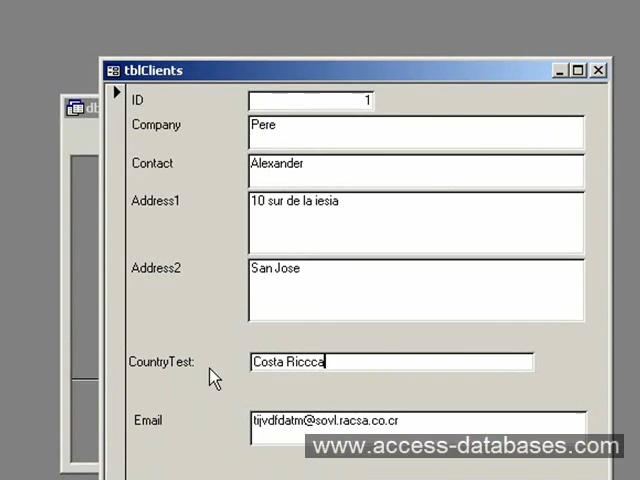 tblClients
db
ID 1
Company Pere
Contact Alexander
Address1 10 sur de la iesia
Address2 San Jose
CountryTest: Costa Riccca
Email tijvdfdatm@sovl.racsa.co.cr
www.access-databases.com